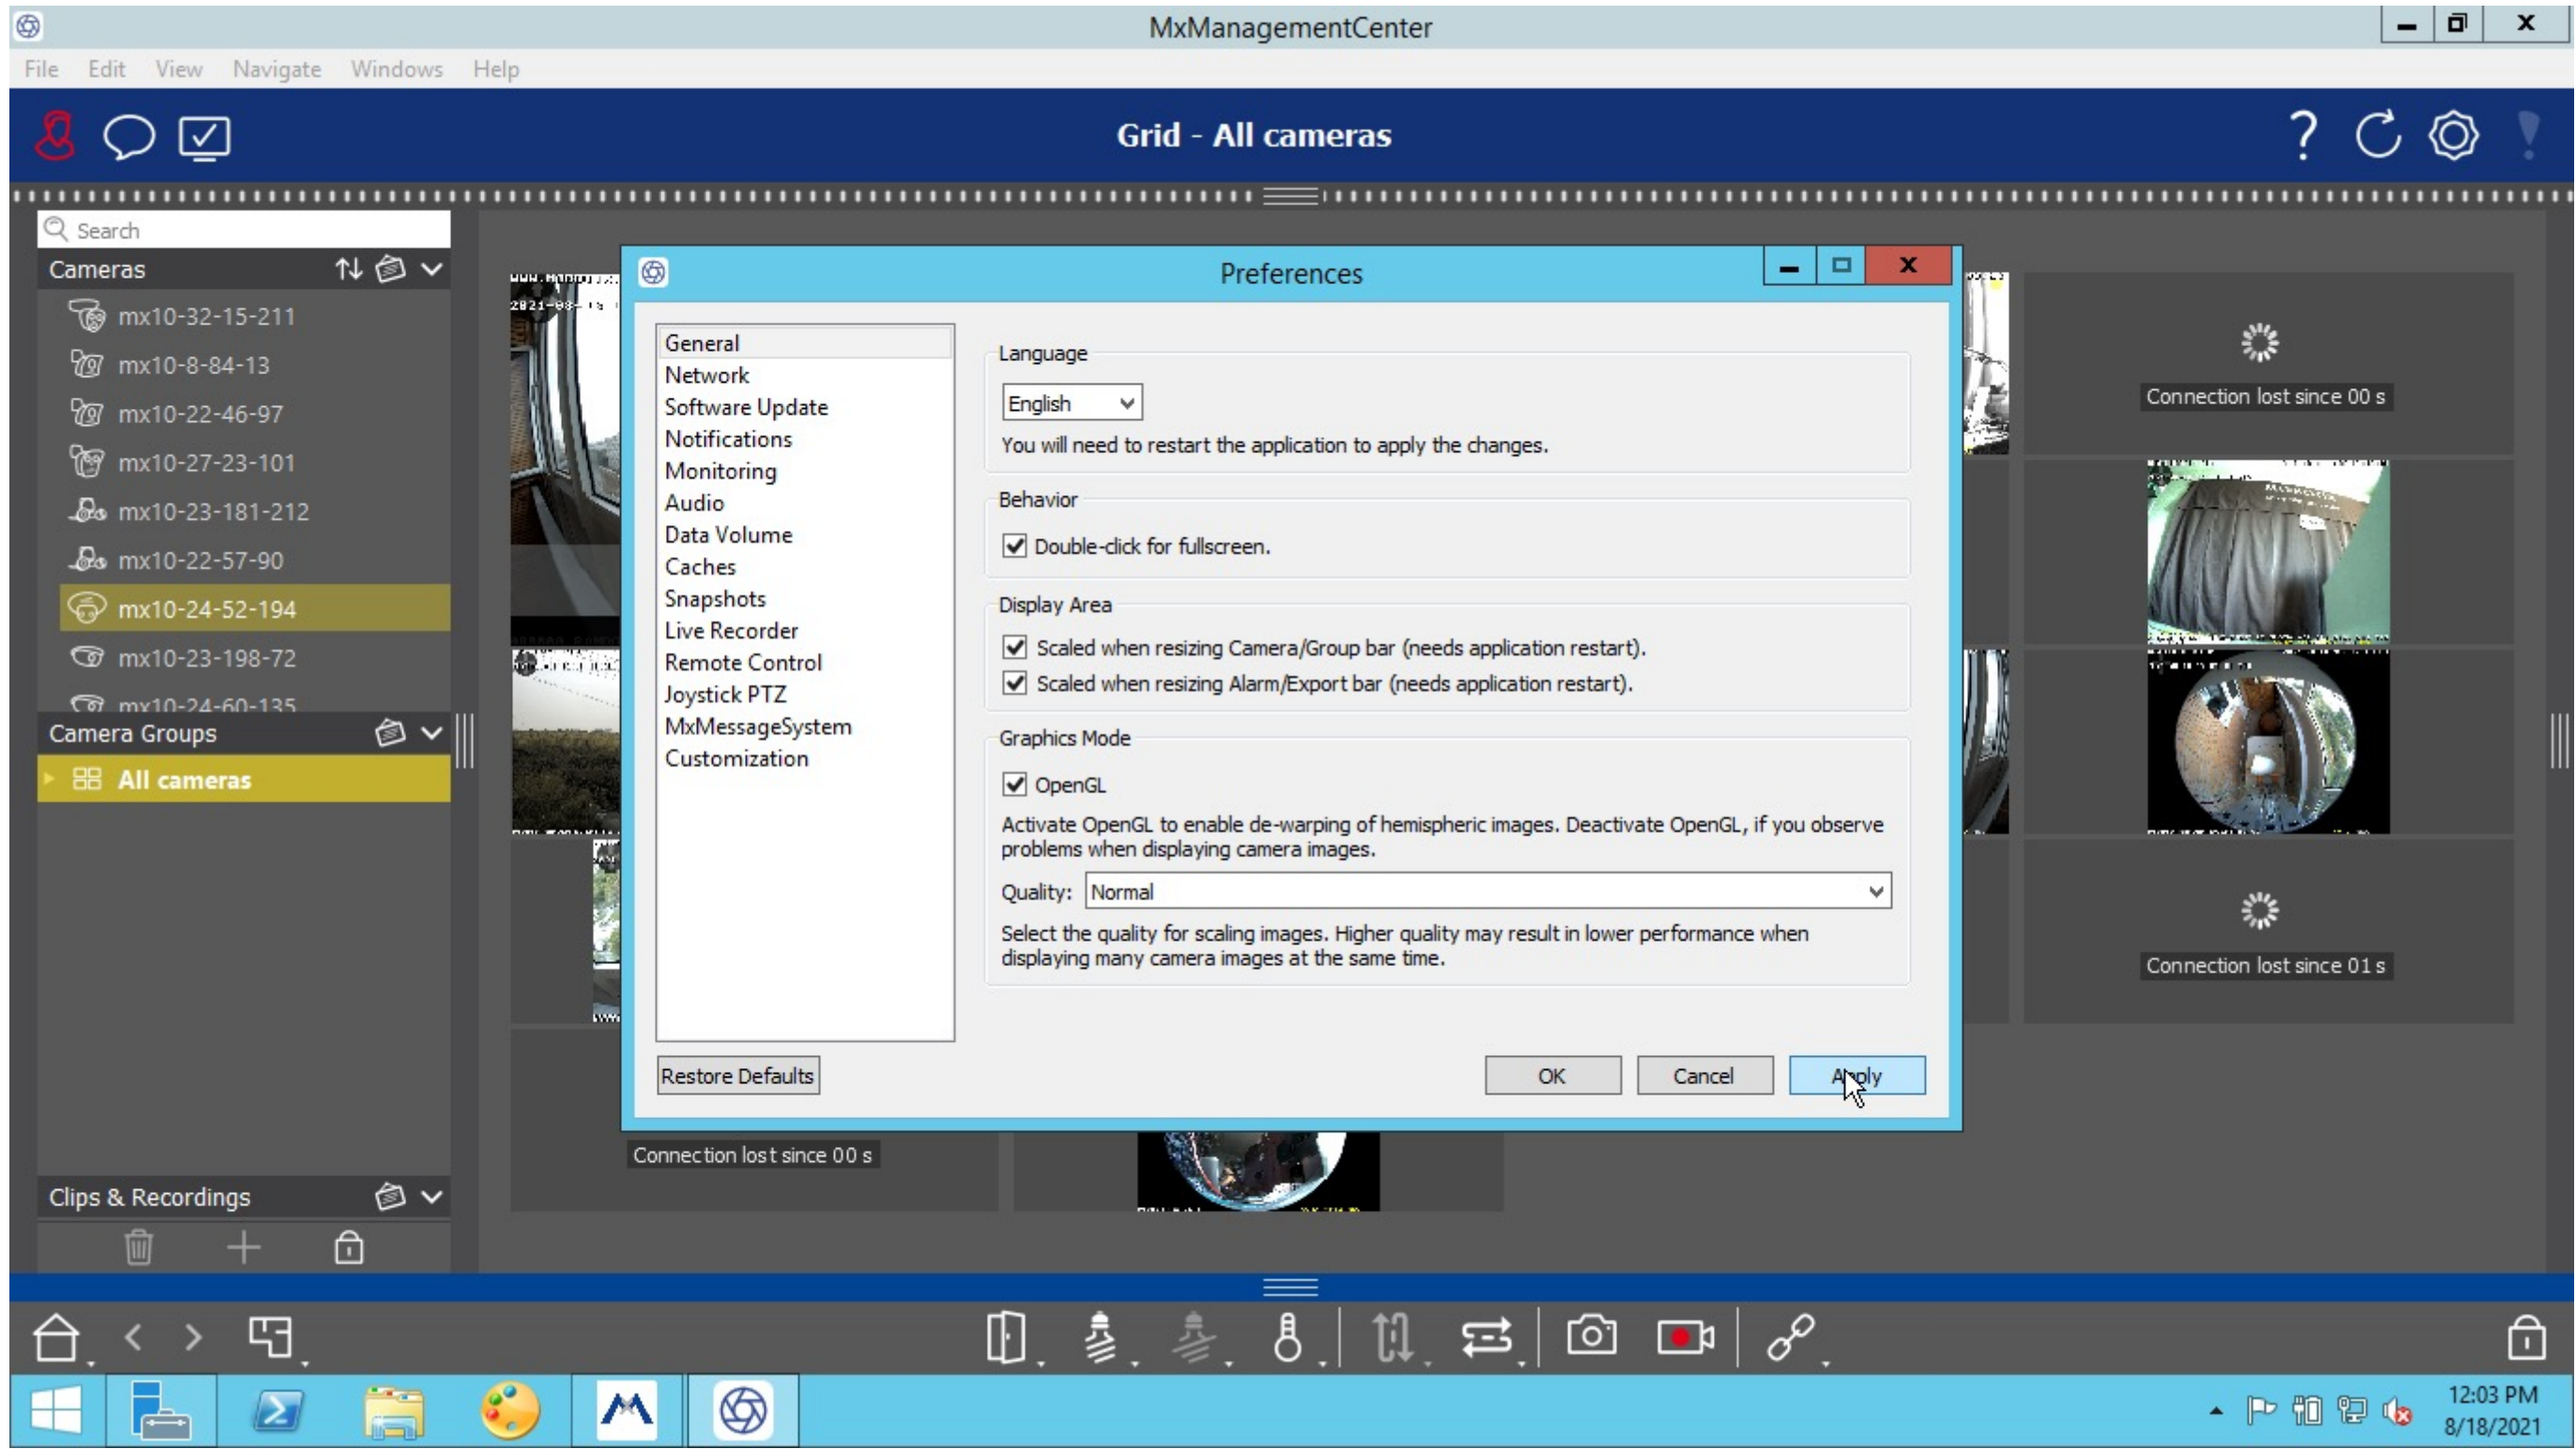 MxManagementCenter
File Edit View Navigate Windows Help
Grid - All cameras
Search
Cameras
mx10-32-15-211
mx10-8-84-13
mx10-22-46-97
mx10-27-23-101
mx10-23-181-212
mx10-22-57-90
mx10-24-52-194
mx10-23-198-72
mx10-24-60-135
Camera Groups
All cameras
Clips & Recordings
Preferences
General
Network
Software Update
Notifications
Monitoring
Audio
Data Volume
Caches
Snapshots
Live Recorder
Remote Control
Joystick PTZ
MxMessageSystem
Customization
Restore Defaults
Language
English
You will need to restart the application to apply the changes.
Behavior
Double-click for fullscreen.
Display Area
Scaled when resizing Camera/Group bar (needs application restart).
Scaled when resizing Alarm/Export bar (needs application restart).
Graphics Mode
OpenGL
Activate OpenGL to enable de-warping of hemispheric images. Deactivate OpenGL, if you observe
problems when displaying camera images.
Quality: Normal
Select the quality for scaling images. Higher quality may result in lower performance when
displaying many camera images at the same time.
OK Cancel Apply
Connection lost since 00 s
Connection lost since 01 s
Connection lost since 00 s
12:03 PM
8/18/2021